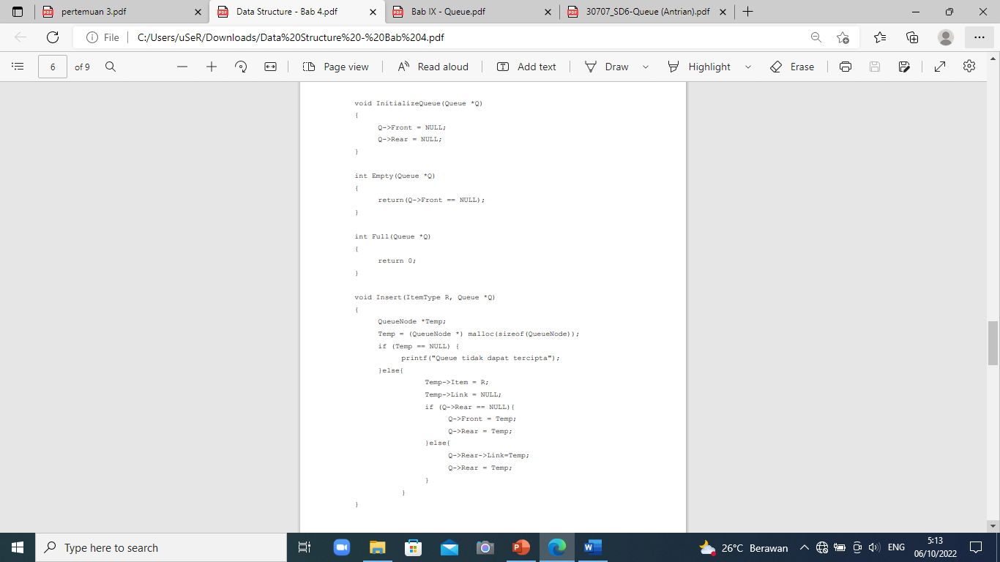 pertemuan 3.pdf
Data Structure - Bab 4.pdf
Bab IX - Queue.pdf
30707_SD6-Queue (Antrian).pdf
File
C:/Users/uSeR/Downloads/Data%20Structure%20-%20Bab%204.pdf
6 of 9
Page view
Read aloud
Add text
Draw
Highlight
Erase
void InitializeQueue(Queue *Q)
{
Q->Front = NULL;
Q->Rear = NULL;
}
int Empty(Queue *Q)
{
return(Q->Front == NULL);
}
int Full(Queue *Q)
{
return 0;
}
void Insert(ItemType R, Queue *Q)
{
QueueNode *Temp;
Temp = (QueueNode *) malloc(sizeof(QueueNode));
if (Temp == NULL) {
printf("Queue tidak dapat tercipta");
}else{
Temp->Item = R;
Temp->Link = NULL;
if (Q->Rear == NULL){
Q->Front = Temp;
Q->Rear = Temp;
}else{
Q->Rear->Link=Temp;
Q->Rear = Temp;
}
}
}
Type here to search
26°C Berawan
ENG
5:13
06/10/2022